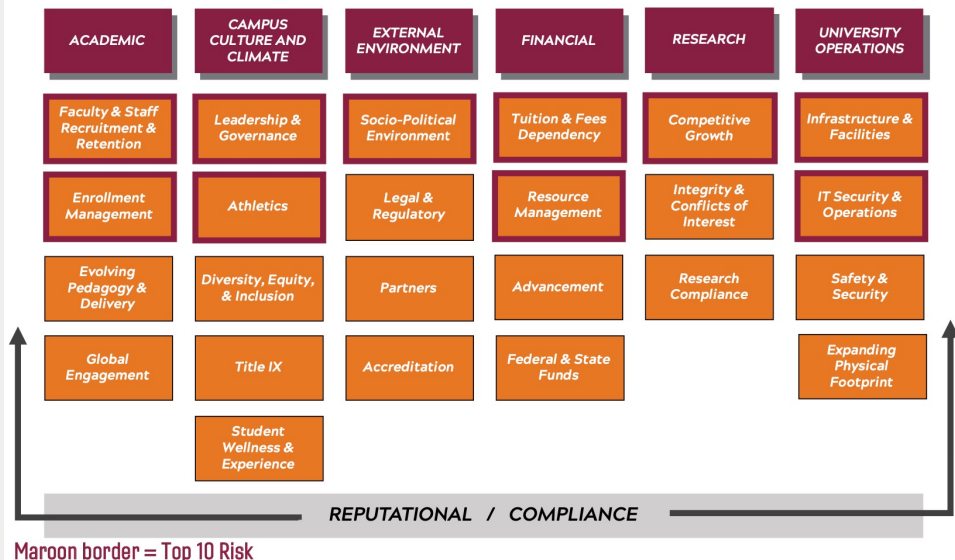 ACADEMIC
CAMPUS
CULTURE AND
CLIMATE
EXTERNAL
ENVIRONMENT
FINANCIAL
RESEARCH
UNIVERSITY
OPERATIONS
Faculty & Staff
Recruitment &
Retention
Leadership &
Governance
Socio-Political
Environment
Tuition & Fees
Dependency
Competitive
Growth
Infrastructure &
Facilities
Enrollment
Management
Athletics
Legal &
Regulatory
Resource
Management
Integrity &
Conflicts of
Interest
IT Security &
Operations
Evolving
Pedagogy &
Delivery
Diversity, Equity,
& Inclusion
Partners
Advancement
Research
Compliance
Safety &
Security
Global
Engagement
Title IX
Accreditation
Federal & State
Funds
Expanding
Physical
Footprint
Student
Wellness &
Experience
REPUTATIONAL / COMPLIANCE
Maroon border = Top 10 Risk